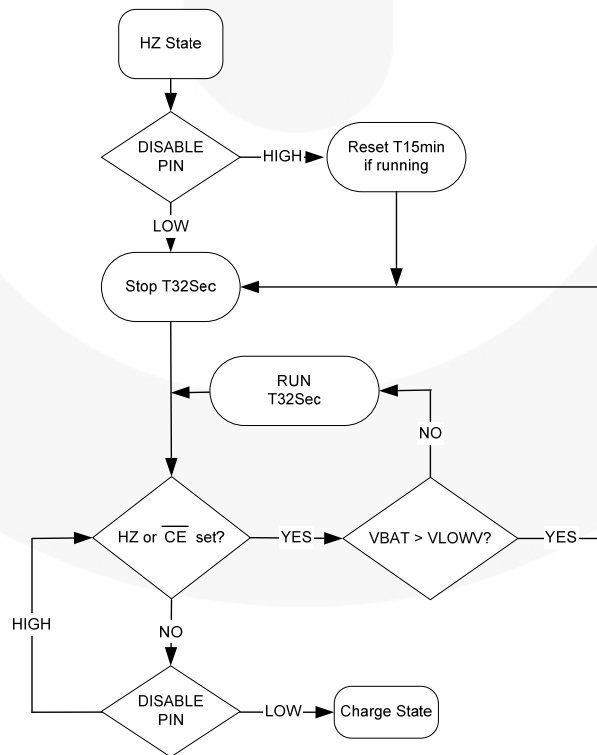 HZ State
DISABLE
PIN
HIGH
Reset T15min
if running
LOW
Stop T32Sec
RUN
T32Sec
NO
HZ or C̅E̅ set?
YES
VBAT > VLOWV?
YES
HIGH
NO
DISABLE
PIN
LOW
Charge State